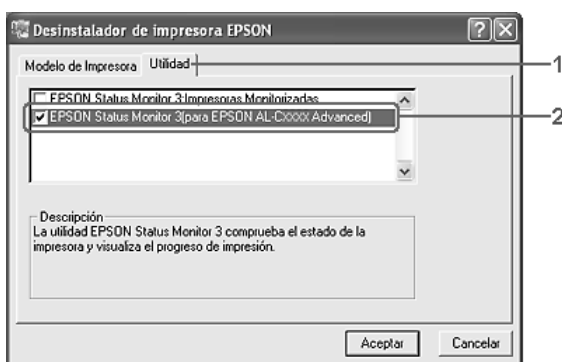 Desinstalador de impresora EPSON
Modelo de Impresora Utilidad
1
EPSON Status Monitor 3:Impresoras Monitorizadas
EPSON Status Monitor 3(para EPSON AL-CXXXX Advanced)
2
Descripción
La utilidad EPSON Status Monitor 3 comprueba el estado de la
impresora y visualiza el progreso de impresión.
Aceptar Cancelar